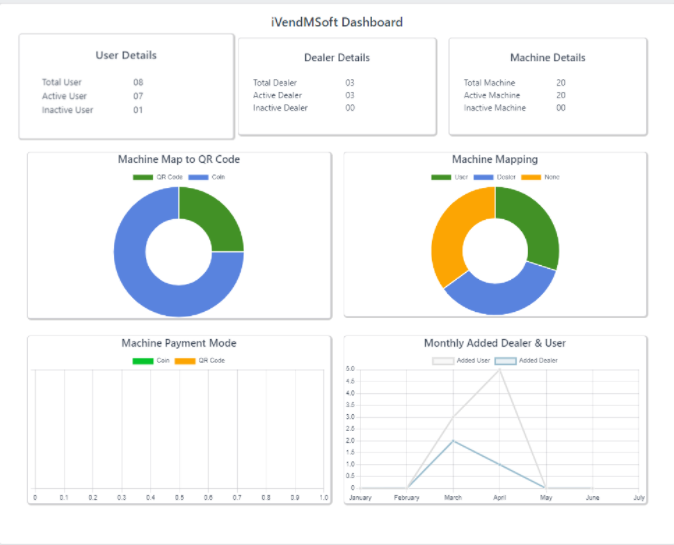 iVendMSoft Dashboard
User Details
Total User 08
Active User 07
Inactive User 01
Dealer Details
Total Dealer 03
Active Dealer 03
Inactive Dealer 00
Machine Details
Total Machine 20
Active Machine 20
Inactive Machine 00
Machine Map to QR Code
QR Code Coin
Machine Mapping
User Dealer None
Machine Payment Mode
Coin QR Code
0 0.1 0.2 0.3 0.4 0.5 0.6 0.7 0.8 0.9 1.0
Monthly Added Dealer & User
Added User Added Dealer
5.0
4.5
4.0
3.5
3.0
2.5
2.0
1.5
1.0
0.5
0
January February March April May June July